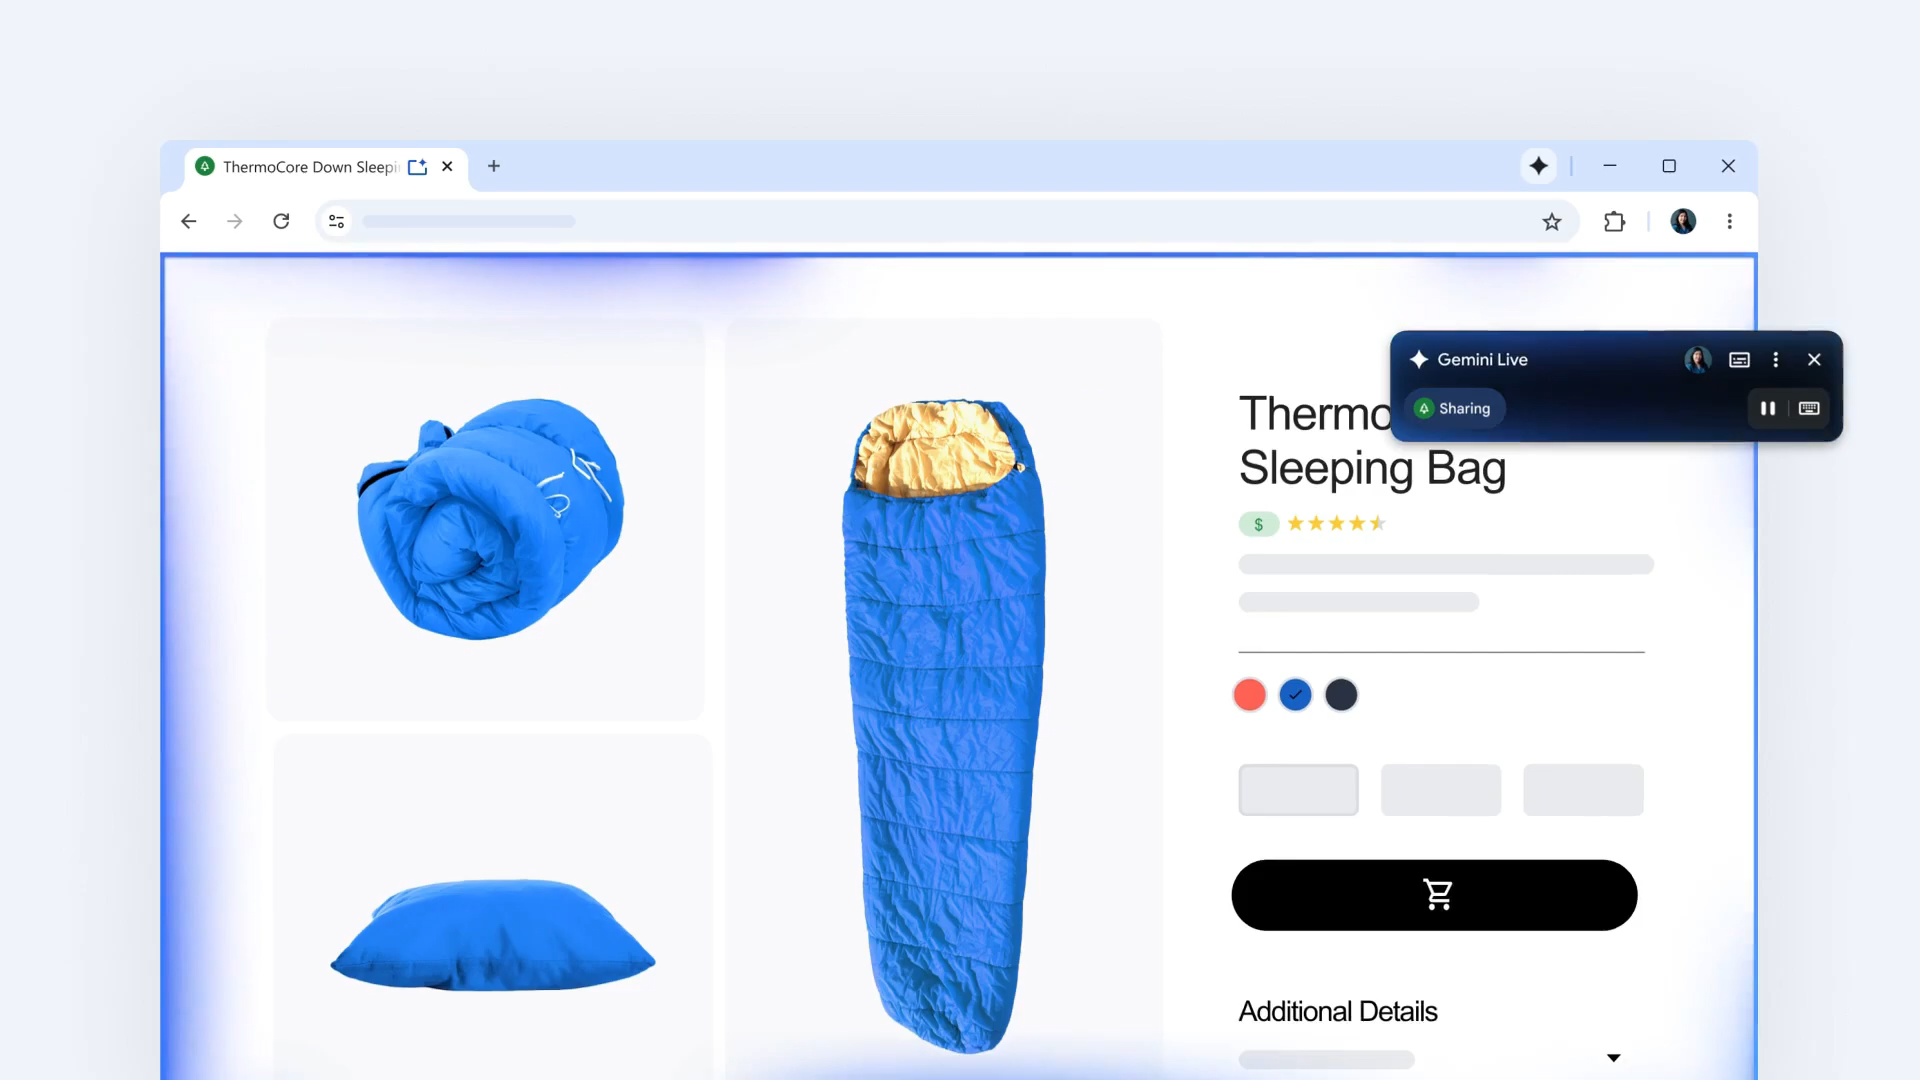 ThermoCore Down Sleepi
Gemini Live
Sharing
Thermo
Sleeping Bag
$
Additional Details